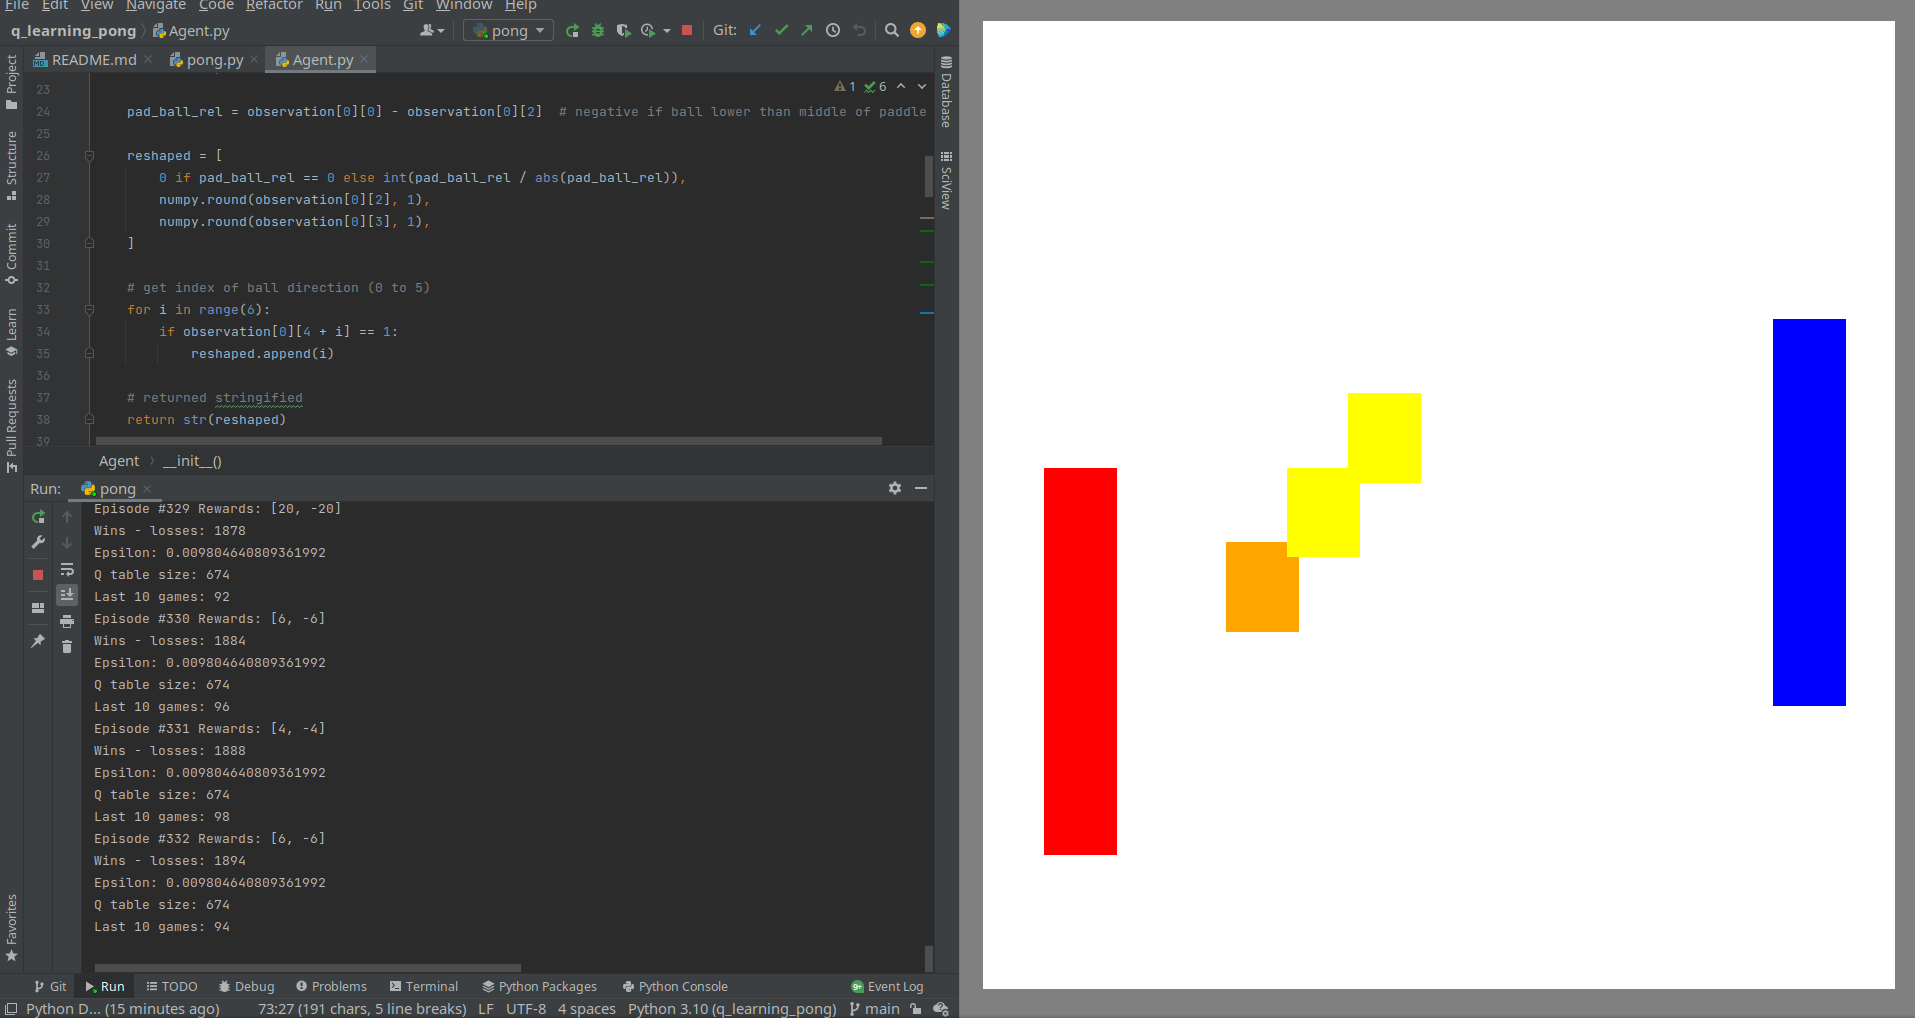 File Edit View Navigate Code Refactor Run Tools Git Window Help
q_learning_pong Agent.py pong Git:
README.md pong.py Agent.py
Project
Structure
Commit
Learn
Pull Requests
Favorites
1 6
23
24 pad_ball_rel = observation[0][0] - observation[0][2]  # negative if ball lower than middle of paddle
25
26 reshaped = [
27 0 if pad_ball_rel == 0 else int(pad_ball_rel / abs(pad_ball_rel)),
28 numpy.round(observation[0][2], 1),
29 numpy.round(observation[0][3], 1),
30 ]
31
32 # get index of ball direction (0 to 5)
33 for i in range(6):
34 if observation[0][4 + i] == 1:
35 reshaped.append(i)
36
37 # returned stringified
38 return str(reshaped)
39
Database
SciView
Agent __init__()
Run: pong
Episode #329 Rewards: [20, -20]
Wins - losses: 1878
Epsilon: 0.009804640809361992
Q table size: 674
Last 10 games: 92
Episode #330 Rewards: [6, -6]
Wins - losses: 1884
Epsilon: 0.009804640809361992
Q table size: 674
Last 10 games: 96
Episode #331 Rewards: [4, -4]
Wins - losses: 1888
Epsilon: 0.009804640809361992
Q table size: 674
Last 10 games: 98
Episode #332 Rewards: [6, -6]
Wins - losses: 1894
Epsilon: 0.009804640809361992
Q table size: 674
Last 10 games: 94
Git Run TODO Debug Problems Terminal Python Packages Python Console 9+ Event Log
Python D... (15 minutes ago) 73:27 (191 chars, 5 line breaks) LF UTF-8 4 spaces Python 3.10 (q_learning_pong) main